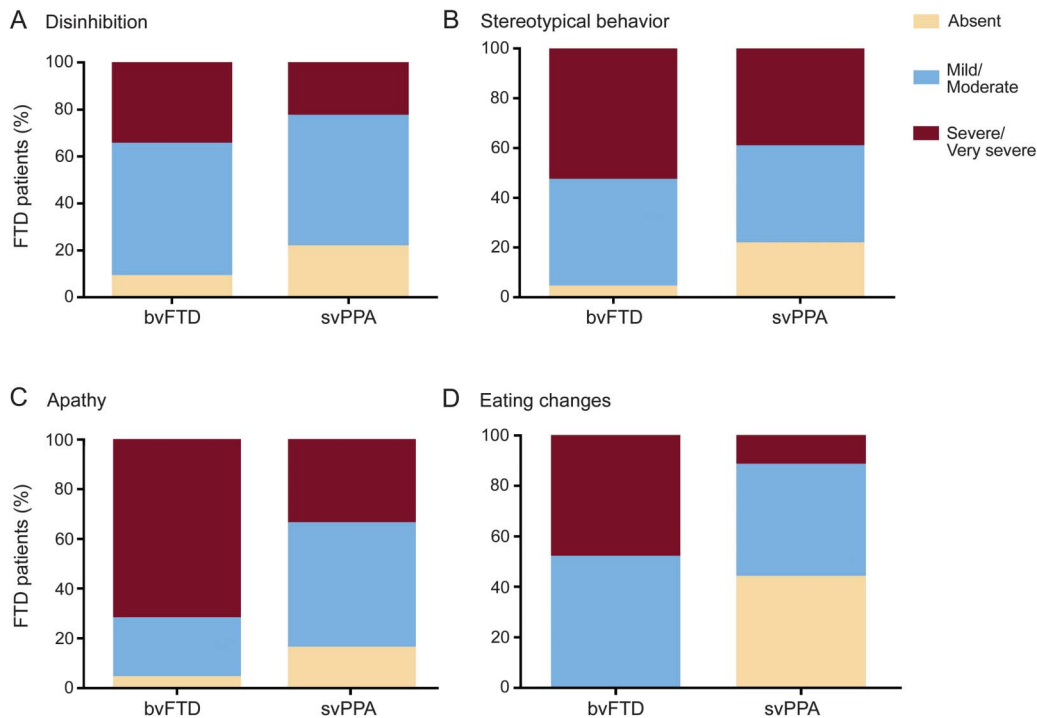 A Disinhibition
100
80
60
40
20
0
FTD patients (%)
bvFTD svPPA
B Stereotypical behavior
100
80
60
40
20
0
bvFTD svPPA
Absent
Mild/
Moderate
Severe/
Very severe
C Apathy
100
80
60
40
20
0
FTD patients (%)
bvFTD svPPA
D Eating changes
100
80
60
40
20
0
bvFTD svPPA